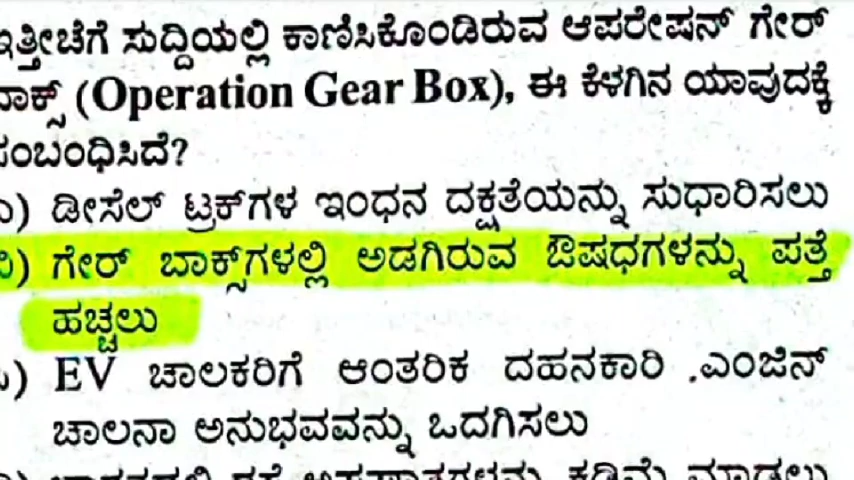 ಇತ್ತೀಚೆಗೆ ಸುದ್ದಿಯಲ್ಲಿ ಕಾಣಿಸಿಕೊಂಡಿರುವ ಆಪರೇಷನ್ ಗೇರ್
ಬಾಕ್ಸ್ (Operation Gear Box), ಈ ಕೆಳಗಿನ ಯಾವುದಕ್ಕೆ
ಸಂಬಂಧಿಸಿದೆ?
) ಡೀಸೆಲ್ ಟ್ರಕ್‌ಗಳ ಇಂಧನ ದಕ್ಷತೆಯನ್ನು ಸುಧಾರಿಸಲು
) ಗೇರ್ ಬಾಕ್ಸ್‌ಗಳಲ್ಲಿ ಅಡಗಿರುವ ಔಷಧಗಳನ್ನು ಪತ್ತೆ
ಹಚ್ಚಲು
) EV ಚಾಲಕರಿಗೆ ಆಂತರಿಕ ದಹನಕಾರಿ .ಎಂಜಿನ್
ಚಾಲನಾ ಅನುಭವವನ್ನು ಒದಗಿಸಲು